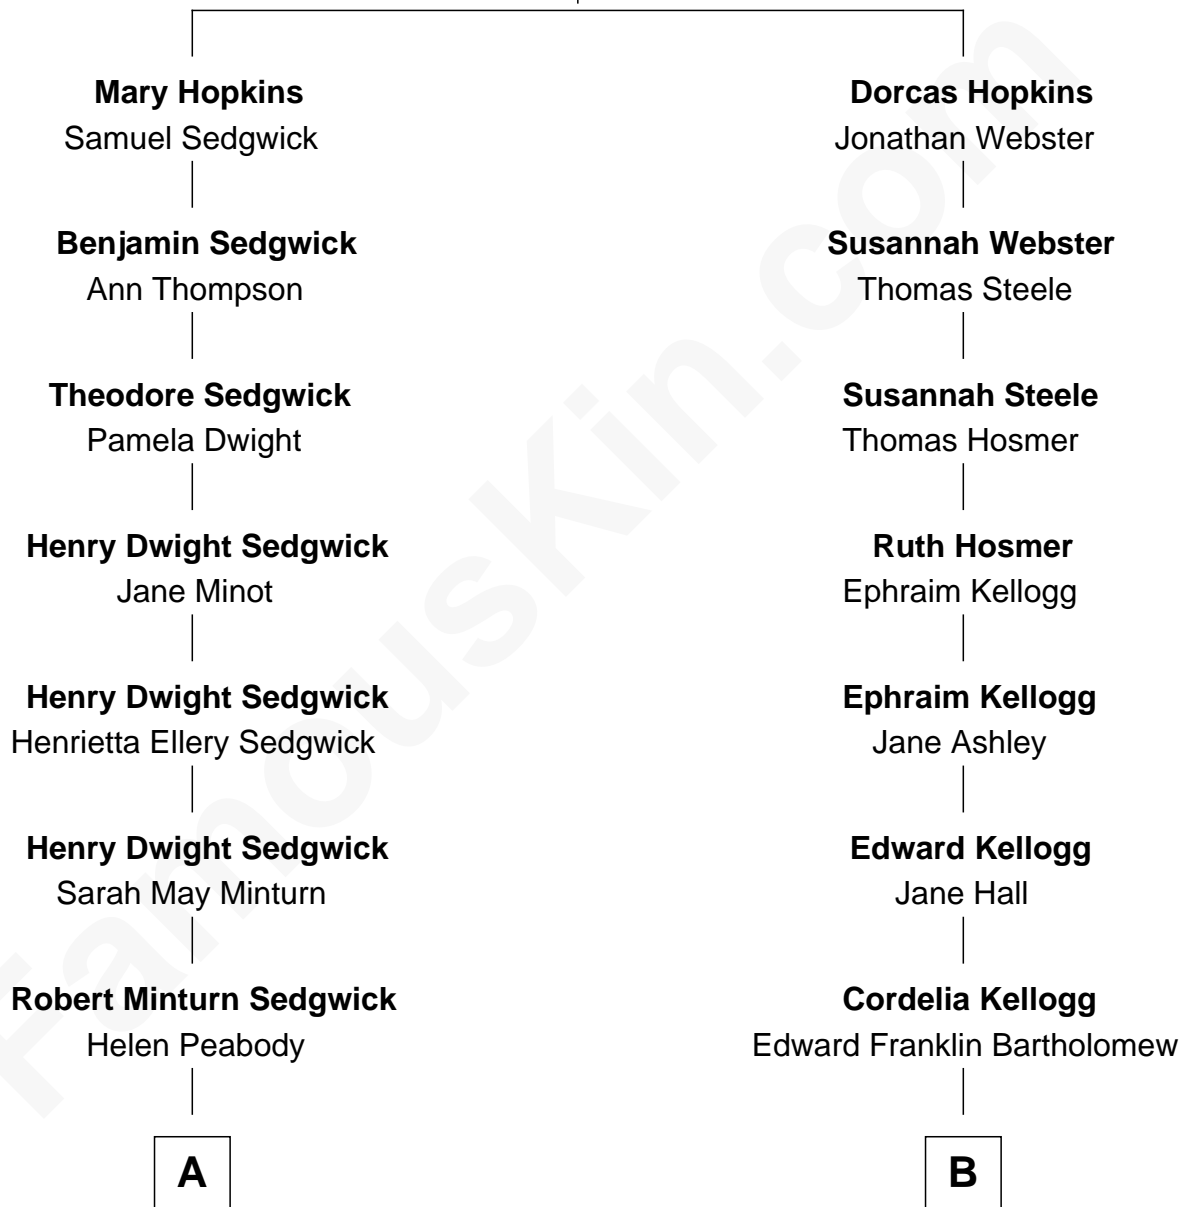 Mary Hopkins
Samuel Sedgwick
Benjamin Sedgwick
Ann Thompson
Theodore Sedgwick
Pamela Dwight
Henry Dwight Sedgwick
Jane Minot
Henry Dwight Sedgwick
Henrietta Ellery Sedgwick
Henry Dwight Sedgwick
Sarah May Minturn
Robert Minturn Sedgwick
Helen Peabody
A
Dorcas Hopkins
Jonathan Webster
Susannah Webster
Thomas Steele
Susannah Steele
Thomas Hosmer
Ruth Hosmer
Ephraim Kellogg
Ephraim Kellogg
Jane Ashley
Edward Kellogg
Jane Hall
Cordelia Kellogg
Edward Franklin Bartholomew
B
FamousKin.com